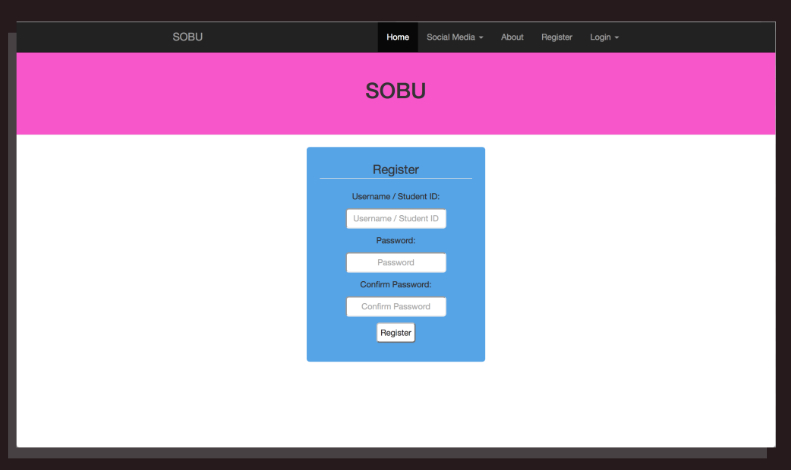 SOBU Home Social Media About Register Login
SOBU
Register
Username / Student ID:
Username / Student ID
Password:
Password
Confirm Password:
Confirm Password
Register